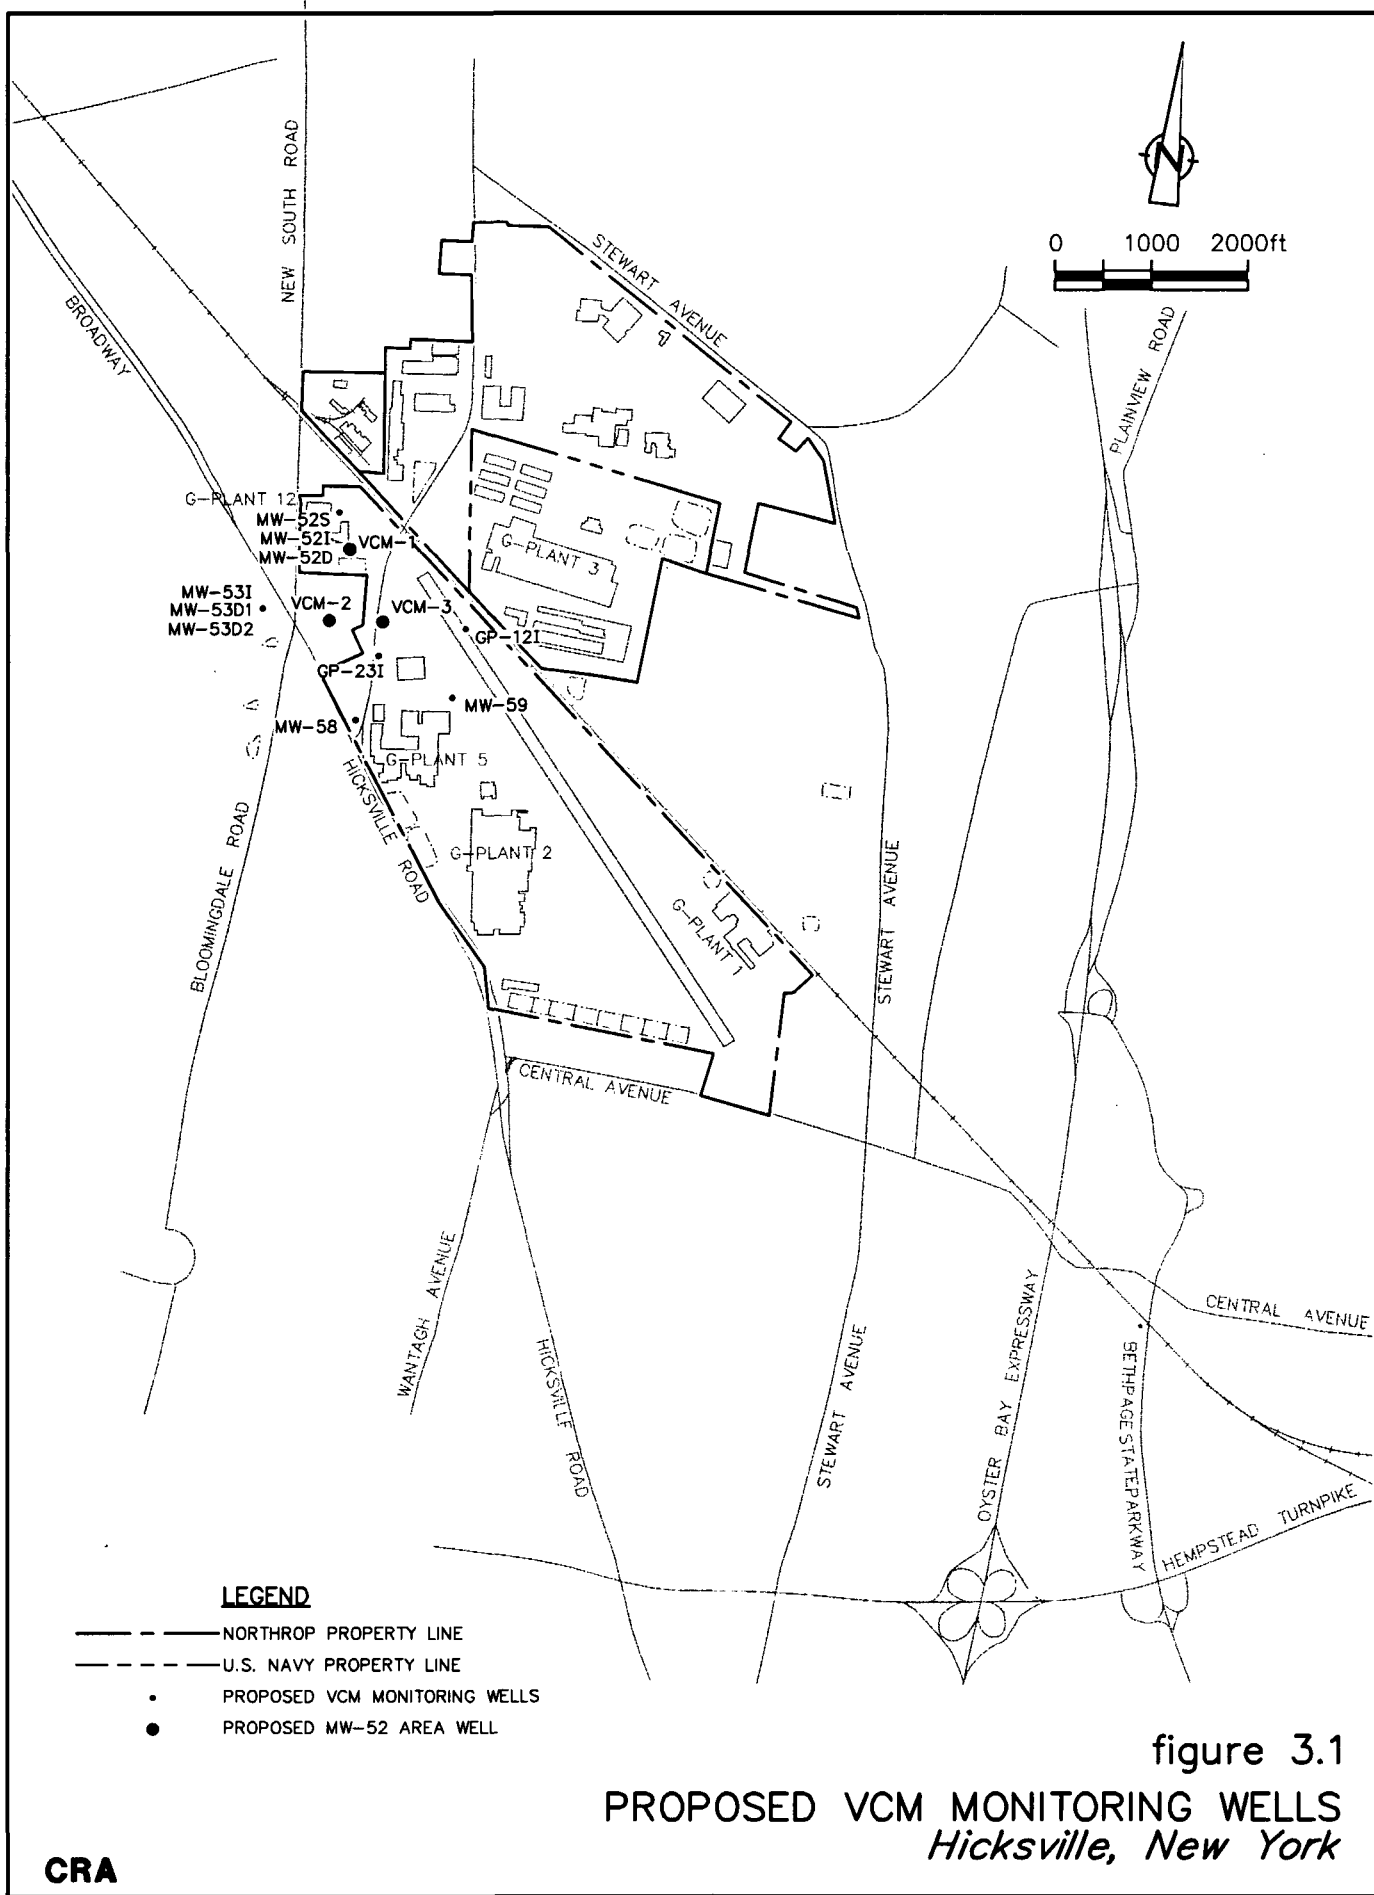 N
0 1000 2000ft
NEW SOUTH ROAD
STEWART AVENUE
BROADWAY
PLAINVIEW ROAD
G-PLANT 12
MW-52S
MW-52I
VCM-1
MW-52D
G-PLANT 3
MW-53I
MW-53D1
MW-53D2
VCM-2
VCM-3
GP-12I
GP-23I
MW-59
MW-58
G-PLANT 5
HICKSVILLE ROAD
G-PLANT 2
BLOOMINGDALE ROAD
G-PLANT 1
STEWART AVENUE
CENTRAL AVENUE
WANTAGH AVENUE
HICKSVILLE ROAD
STEWART AVENUE
OYSTER BAY EXPRESSWAY
CENTRAL AVENUE
BETHPAGE STATE PARKWAY
HEMPSTEAD TURNPIKE
LEGEND
NORTHROP PROPERTY LINE
U.S. NAVY PROPERTY LINE
PROPOSED VCM MONITORING WELLS
PROPOSED MW-52 AREA WELL
figure 3.1
PROPOSED VCM MONITORING WELLS
Hicksville, New York
CRA